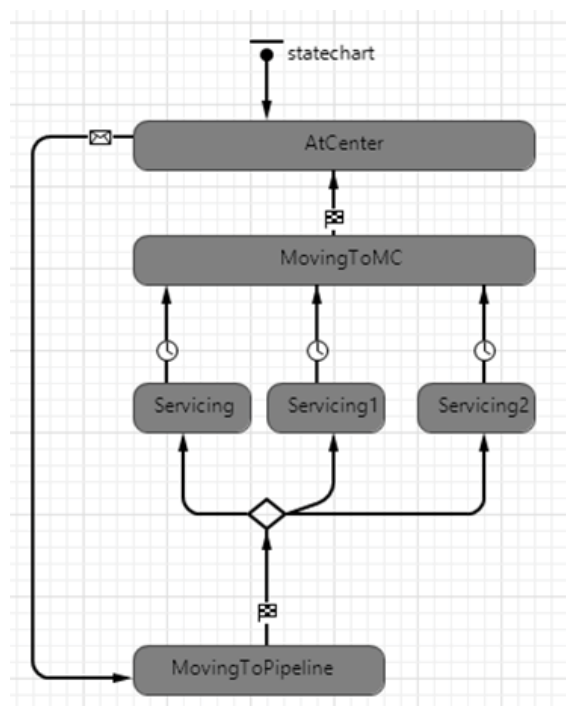 statechart
AtCenter
MovingToMC
Servicing
Servicing1
Servicing2
MovingToPipeline